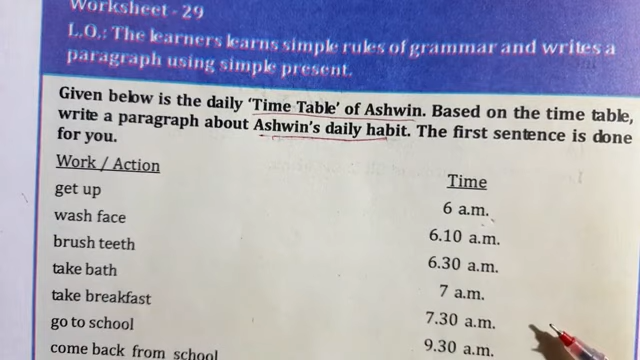 Worksheet - 29
L.O.: The learners learns simple rules of grammar and writes a
paragraph using simple present.
Given below is the daily ‘Time Table’ of Ashwin. Based on the time table,
write a paragraph about Ashwin’s daily habit. The first sentence is done
for you.
Work / Action Time
get up 6 a.m.
wash face 6.10 a.m.
brush teeth 6.30 a.m.
take bath 7 a.m.
take breakfast 7.30 a.m.
go to school 9.30 a.m.
come back from school